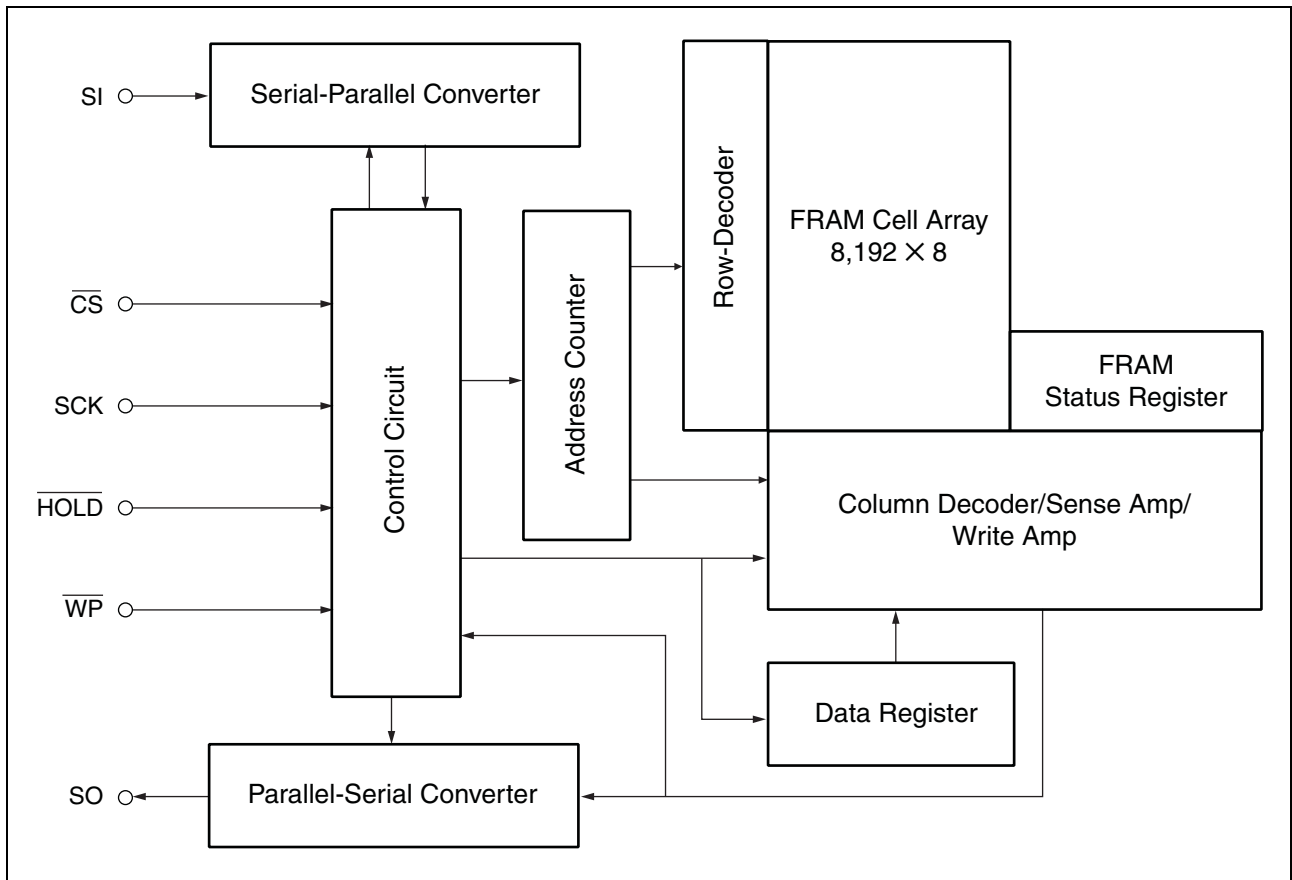 SI
Serial-Parallel Converter
CS
SCK
HOLD
WP
SO
Control Circuit
Address Counter
Row-Decoder
FRAM Cell Array
8,192 × 8
FRAM
Status Register
Column Decoder/Sense Amp/
Write Amp
Data Register
Parallel-Serial Converter